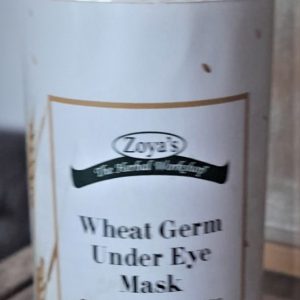 Zoya's
The Herbal Workshop
Wheat Germ
Under Eye
Mask